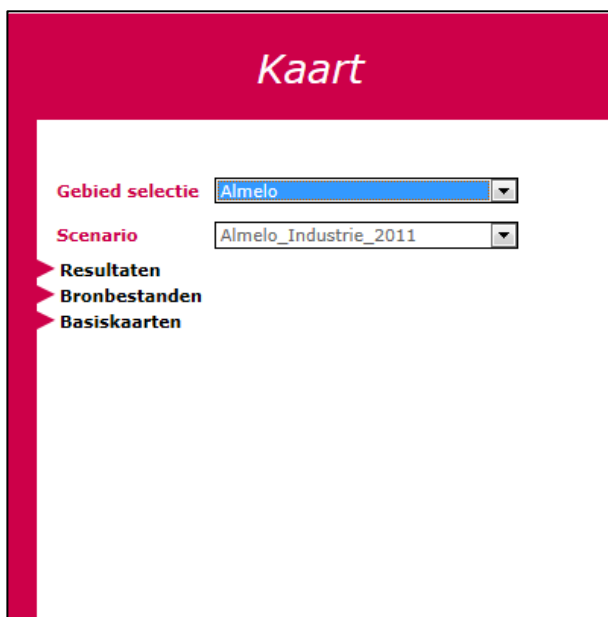 Kaart
Gebied selectie Almelo
Scenario Almelo_Industrie_2011
Resultaten
Bronbestanden
Basiskaarten